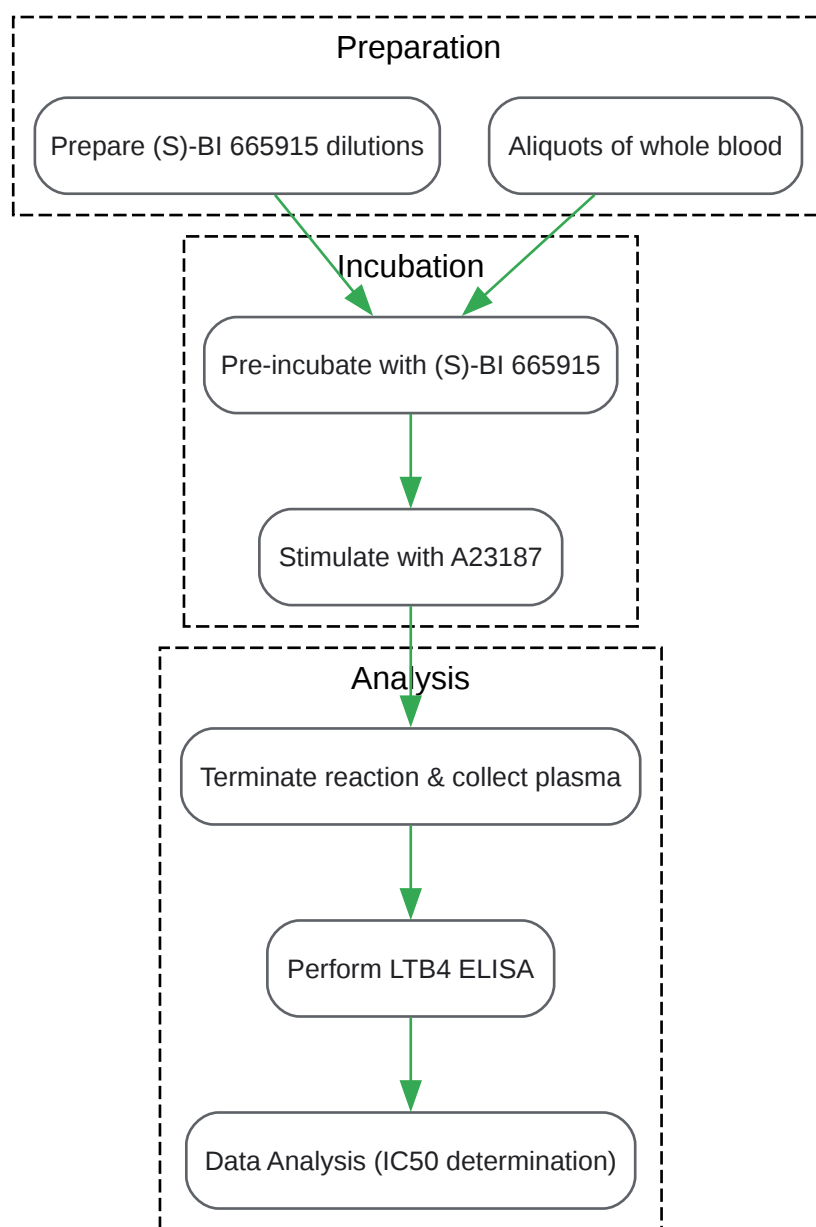 Preparation
Prepare (S)-BI 665915 dilutions
Aliquots of whole blood
Incubation
Pre-incubate with (S)-BI 665915
Stimulate with A23187
Analysis
Terminate reaction & collect plasma
Perform LTB4 ELISA
Data Analysis (IC50 determination)